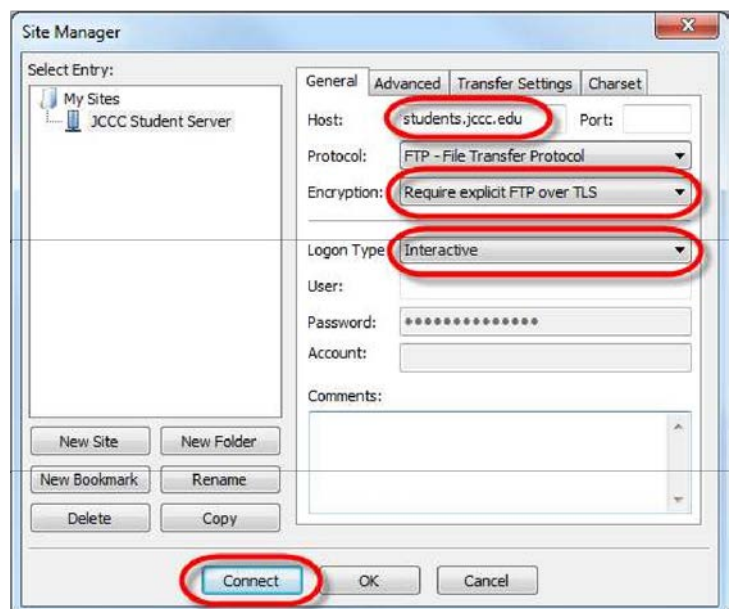 Site Manager
Select Entry:
My Sites
JCCC Student Server
General Advanced Transfer Settings Charset
Host: students.jccc.edu Port:
Protocol: FTP - File Transfer Protocol
Encryption: Require explicit FTP over TLS
Logon Type Interactive
User:
Password: ••••••••••••••
Account:
Comments:
New Site New Folder
New Bookmark Rename
Delete Copy
Connect OK Cancel